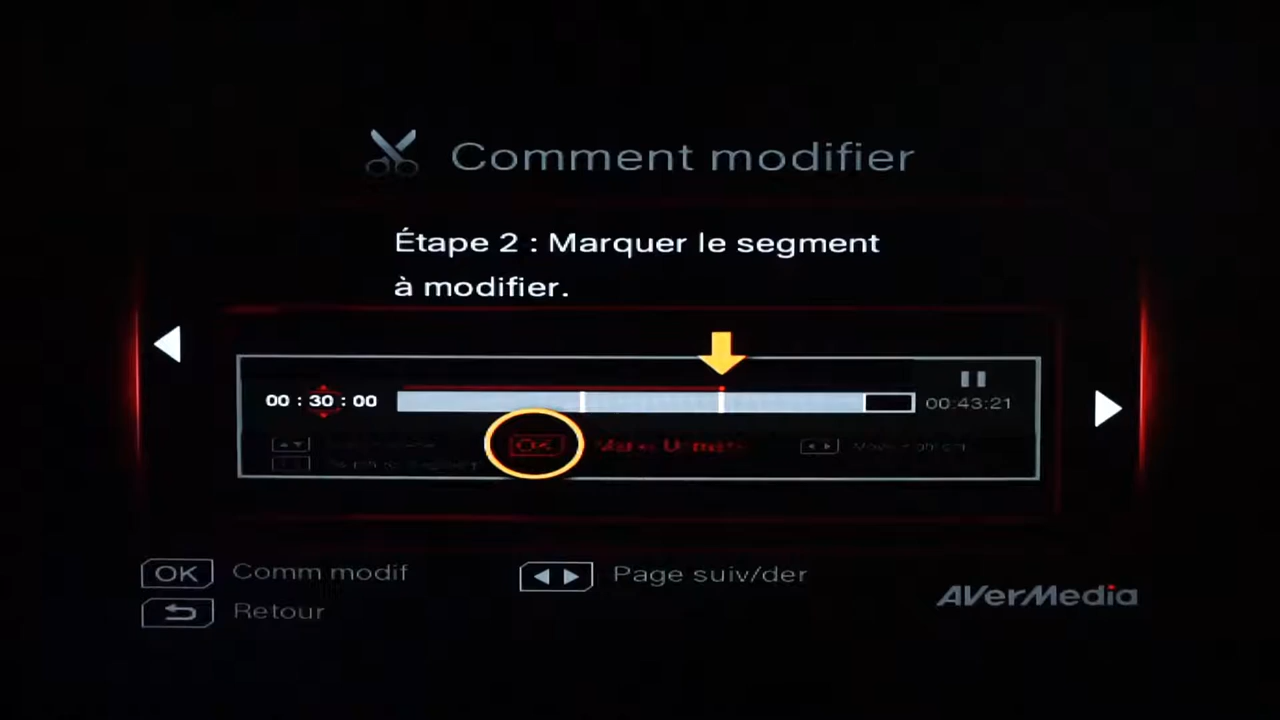 Comment modifier
Étape 2 : Marquer le segment
à modifier.
00 : 30 : 00
00:43:21
OK
OK Comm modif
Page suiv/der
Retour
AVerMedia